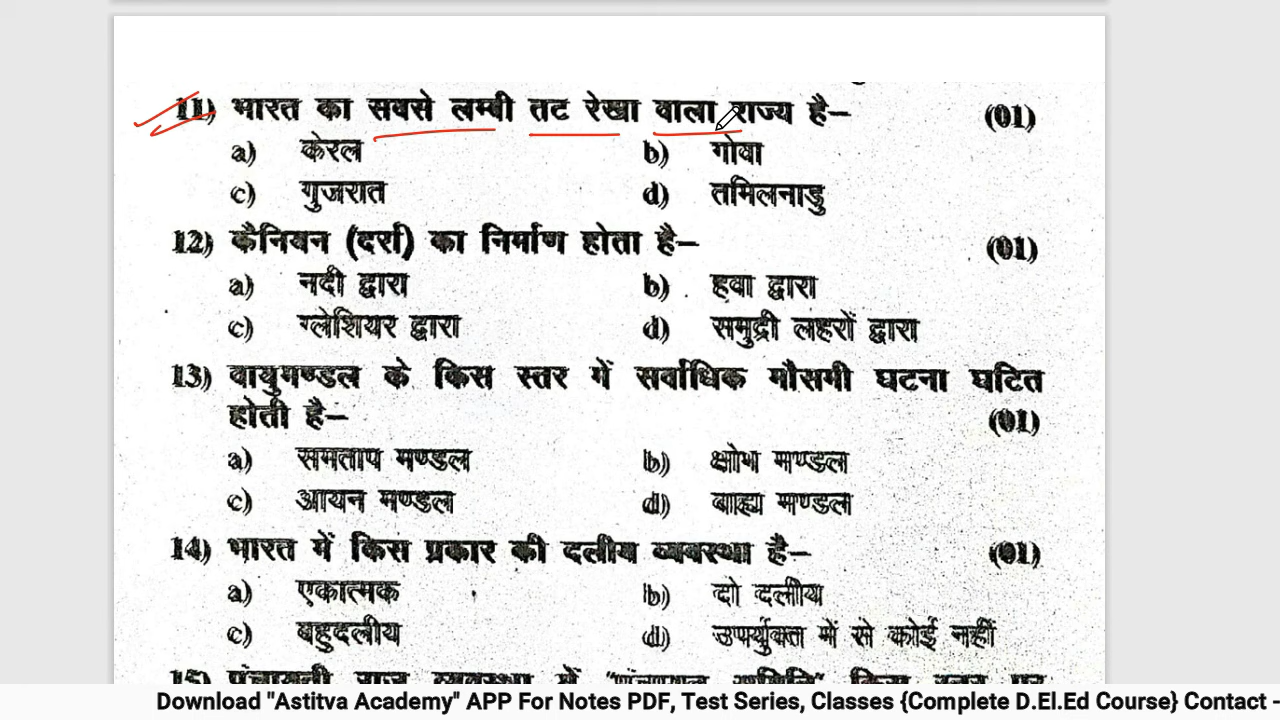 11) भारत का सबसे लम्बी तट रेखा वाला राज्य है– (01)
a) केरल b) गोवा
c) गुजरात d) तमिलनाडु
12) कैनियन (दर्रा) का निर्माण होता है– (01)
a) नदी द्वारा b) हवा द्वारा
c) ग्लेशियर द्वारा d) समुद्री लहरों द्वारा
13) वायुमण्डल के किस स्तर में सर्वाधिक मौसमी घटना घटित
होती है– (01)
a) समताप मण्डल b) क्षोभ मण्डल
c) आयन मण्डल d) बाह्य मण्डल
14) भारत में किस प्रकार की दलीय व्यवस्था है– (01)
a) एकात्मक b) दो दलीय
c) बहुदलीय d) उपर्युक्त में से कोई नहीं
Download "Astitva Academy" APP For Notes PDF, Test Series, Classes {Complete D.El.Ed Course} Contact -